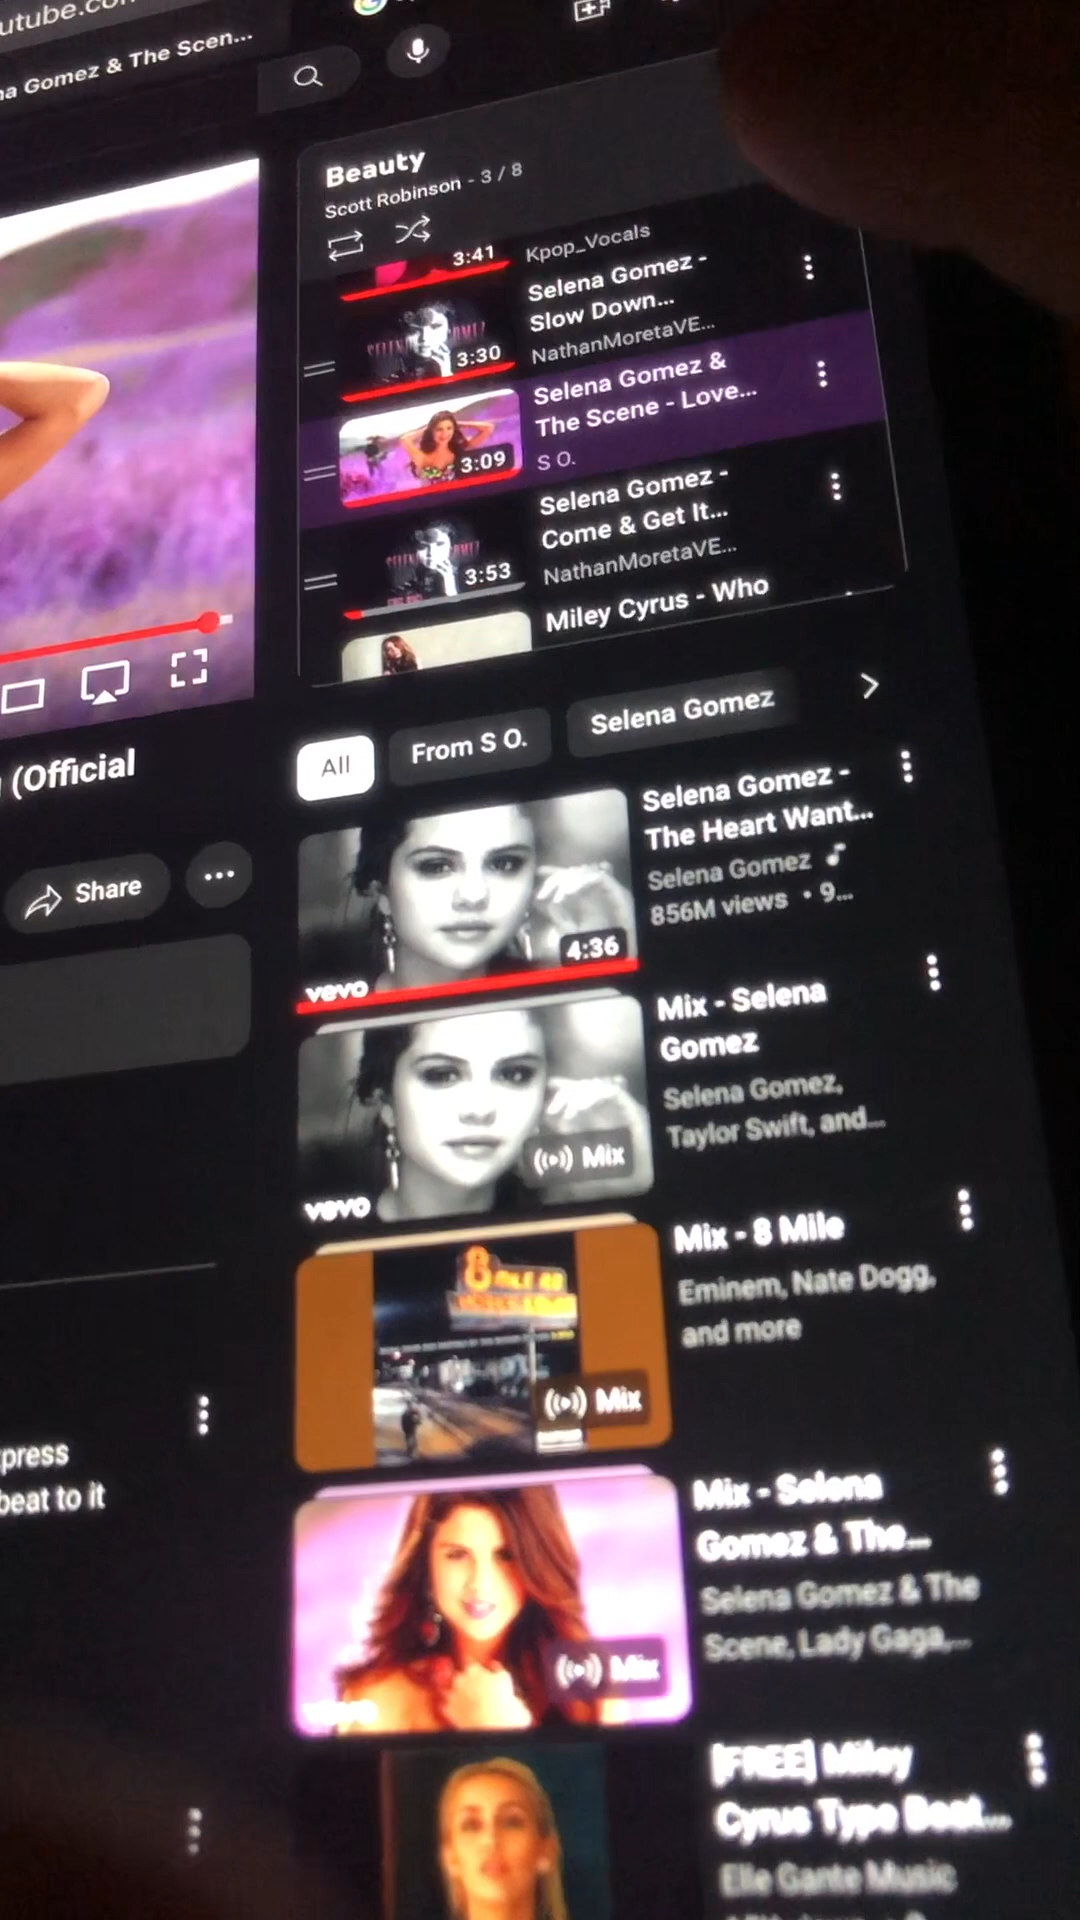 utube.co
na Gomez & The Scen...
Beauty
Scott Robinson - 3 / 8
3:41
Kpop_Vocals
Selena Gomez -
Slow Down...
NathanMoretaVE...
3:30
Selena Gomez &
The Scene - Love...
S O.
3:09
Selena Gomez -
Come & Get It...
NathanMoretaVE...
3:53
Miley Cyrus - Who
All
From S O.
Selena Gomez
(Official
Share
Selena Gomez -
The Heart Want...
Selena Gomez
856M views • 9...
4:36
vevo
Mix - Selena
Gomez
Selena Gomez,
Taylor Swift, and...
Mix
vevo
Mix - 8 Mile
Eminem, Nate Dogg,
and more
Mix
press
beat to it
Mix - Selena
Gomez & The...
Selena Gomez & The
Scene, Lady Gaga,...
Mix
[FREE] Miley
Cyrus Type Beat...
Elle Gante Music